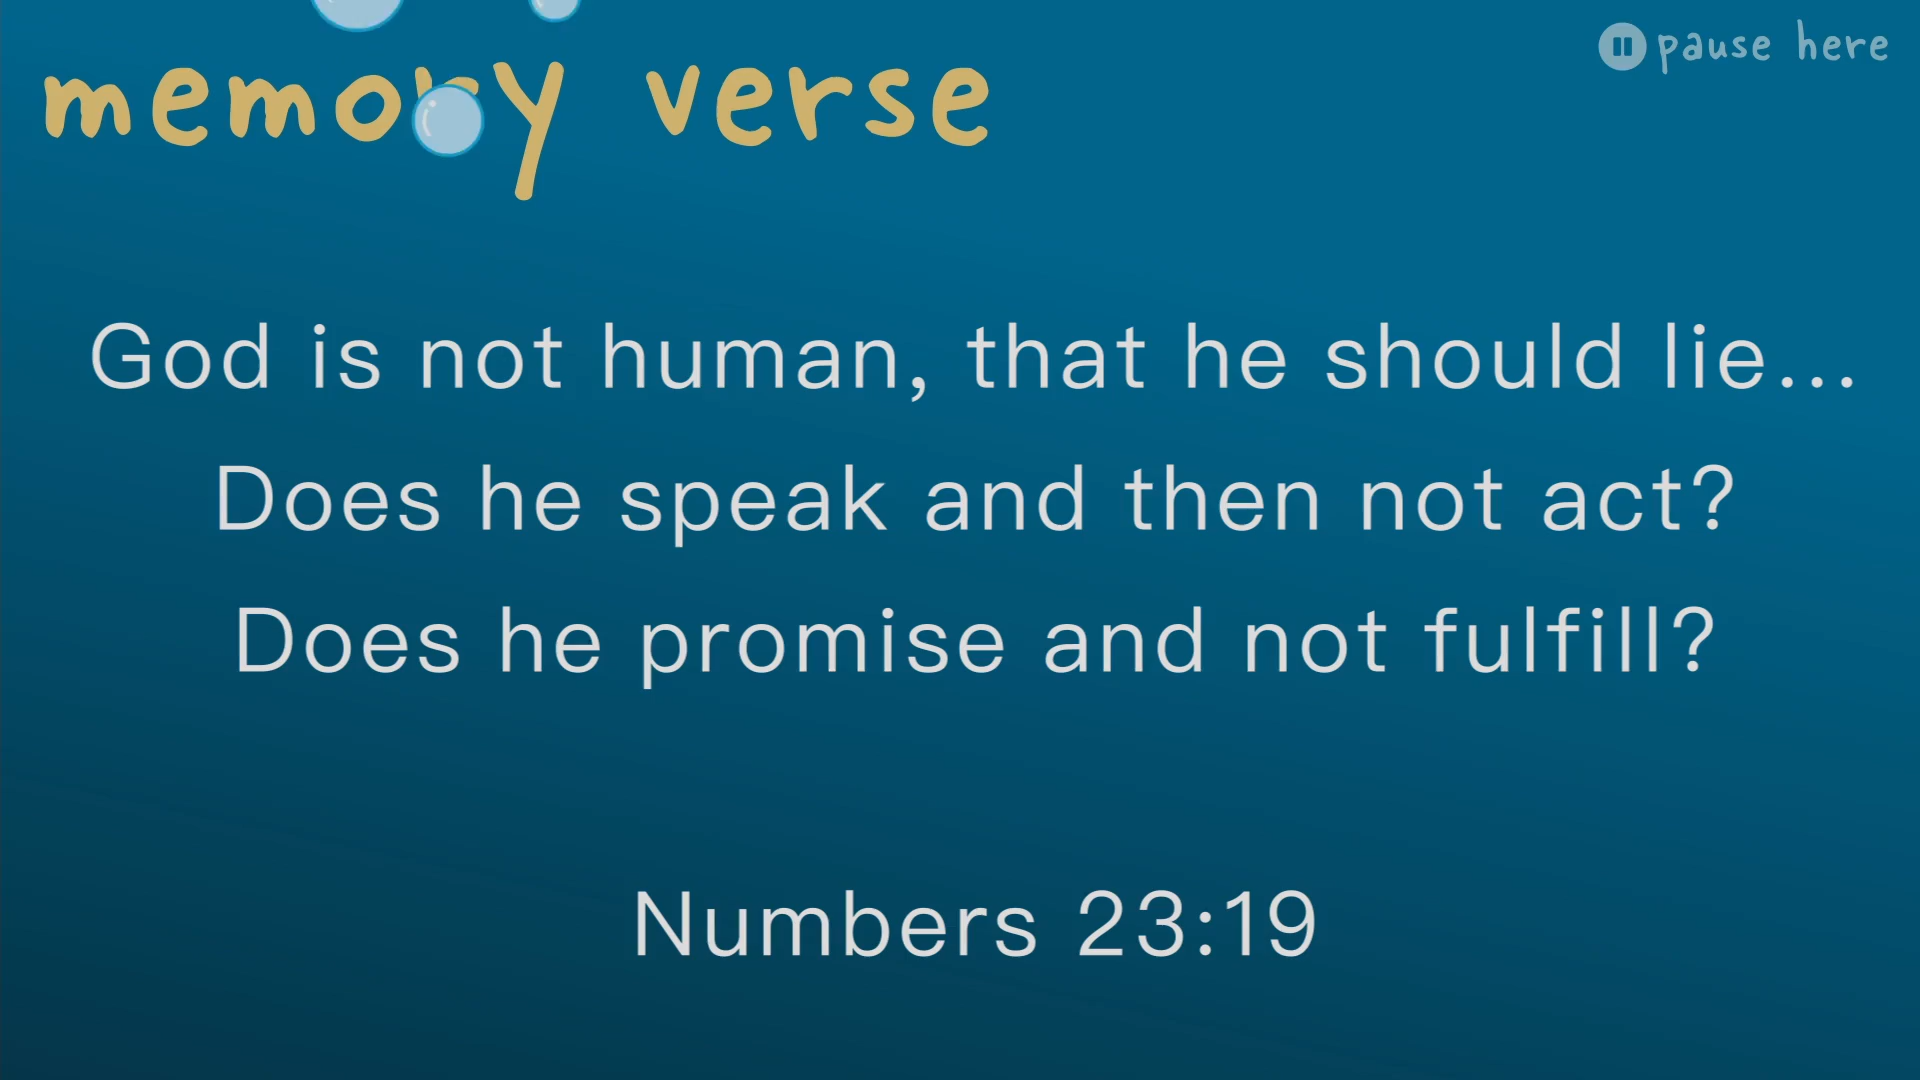 memory verse
pause here
God is not human, that he should lie...
Does he speak and then not act?
Does he promise and not fulfill?
Numbers 23:19